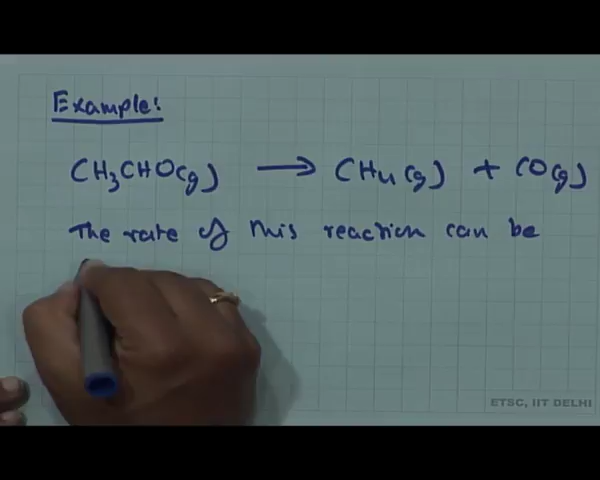 Example:
CH₃CHO(g) → CH₄(g) + CO(g)
The rate of this reaction can be
ETSC, IIT DELHI